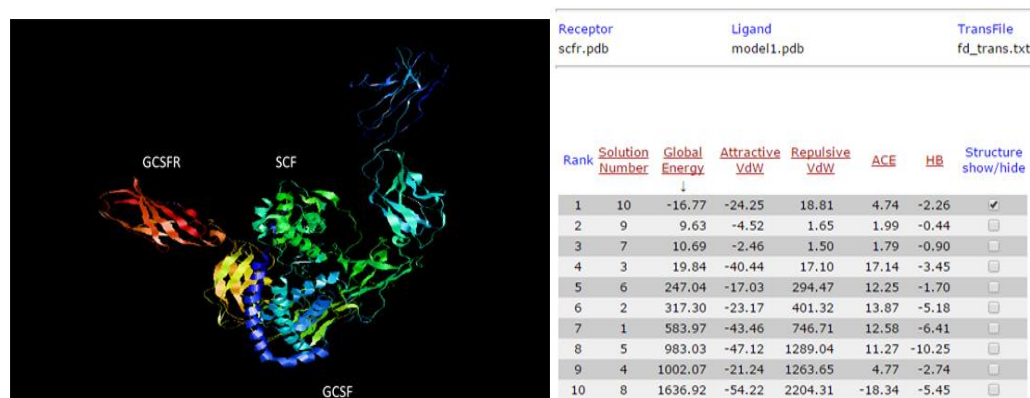 GCSFR SCF
GCSF
Receptor Ligand TransFile
scfr.pdb model1.pdb fd_trans.txt
Rank Solution Number Global Energy ↓ Attractive VdW Repulsive VdW ACE HB Structure show/hide
1 10 -16.77 -24.25 18.81 4.74 -2.26
2 9 9.63 -4.52 1.65 1.99 -0.44
3 7 10.69 -2.46 1.50 1.79 -0.90
4 3 19.84 -40.44 17.10 17.14 -3.45
5 6 247.04 -17.03 294.47 12.25 -1.70
6 2 317.30 -23.17 401.32 13.87 -5.18
7 1 583.97 -43.46 746.71 12.58 -6.41
8 5 983.03 -47.12 1289.04 11.27 -10.25
9 4 1002.07 -21.24 1263.65 4.77 -2.74
10 8 1636.92 -54.22 2204.31 -18.34 -5.45